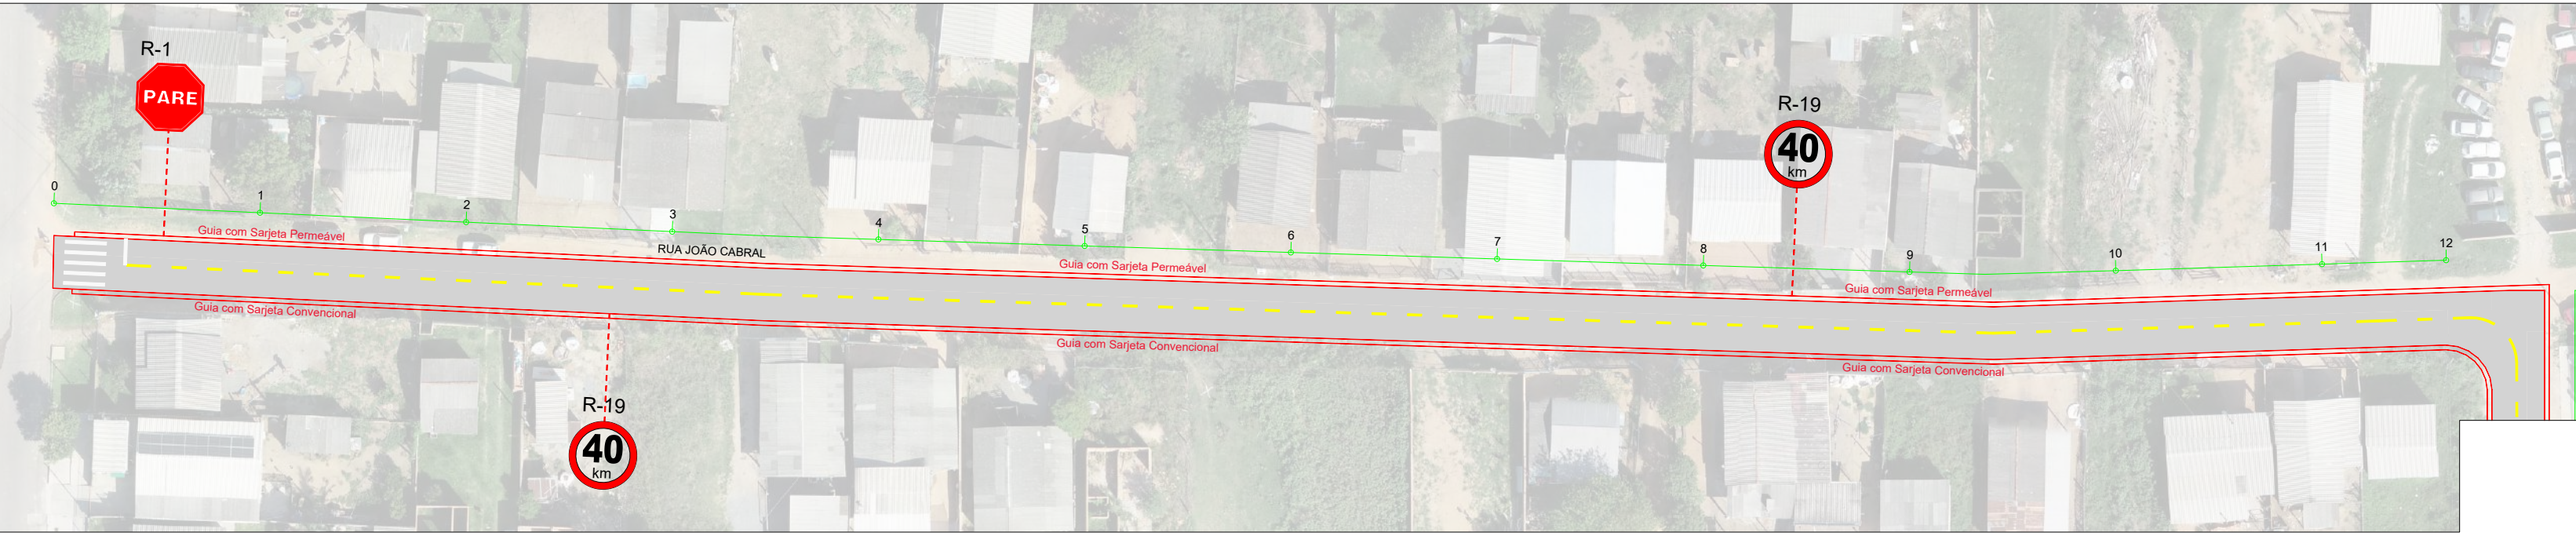 R-1
PARE
R-19
40
km
0
1
2
3
4
5
6
7
8
9
10
11
12
Guia com Sarjeta Permeável
RUA JOÃO CABRAL
Guia com Sarjeta Permeável
Guia com Sarjeta Permeável
Guia com Sarjeta Convencional
Guia com Sarjeta Convencional
Guia com Sarjeta Convencional
R-19
40
km